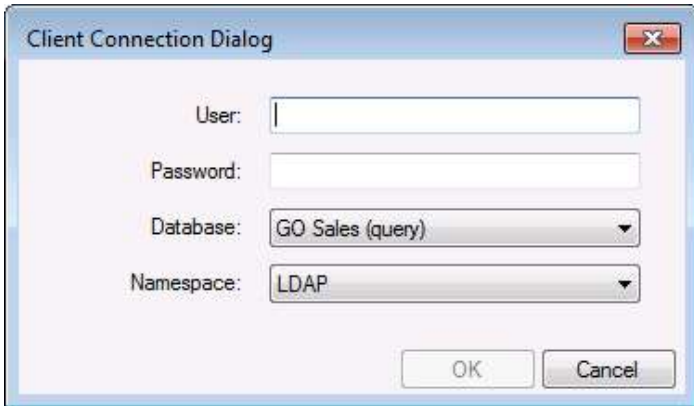 Client Connection Dialog
User:
Password:
Database: GO Sales (query)
Namespace: LDAP
OK Cancel